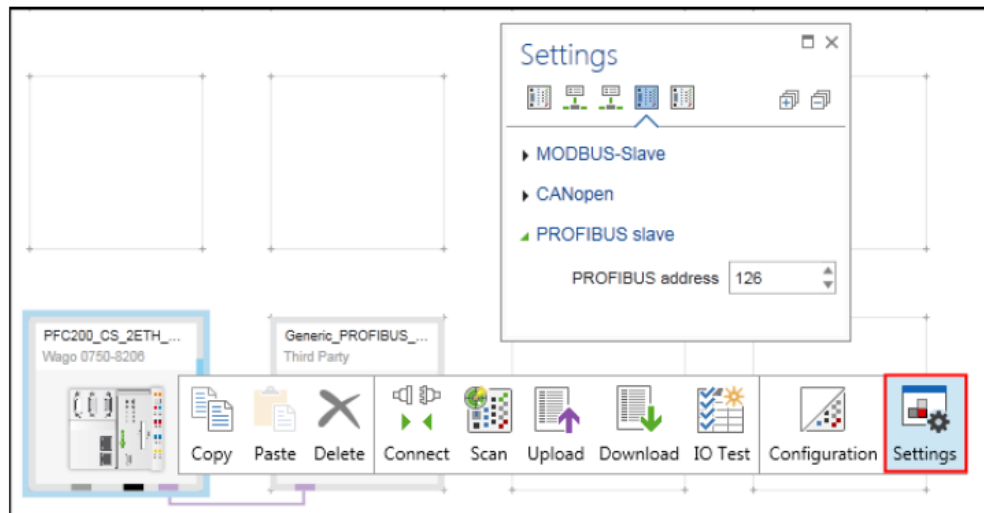 Settings
MODBUS-Slave
CANopen
PROFIBUS slave
PROFIBUS address 126
PFC200_CS_2ETH_...
Wago 0750-8206
Generic_PROFIBUS_...
Third Party
Copy Paste Delete Connect Scan Upload Download IO Test Configuration Settings